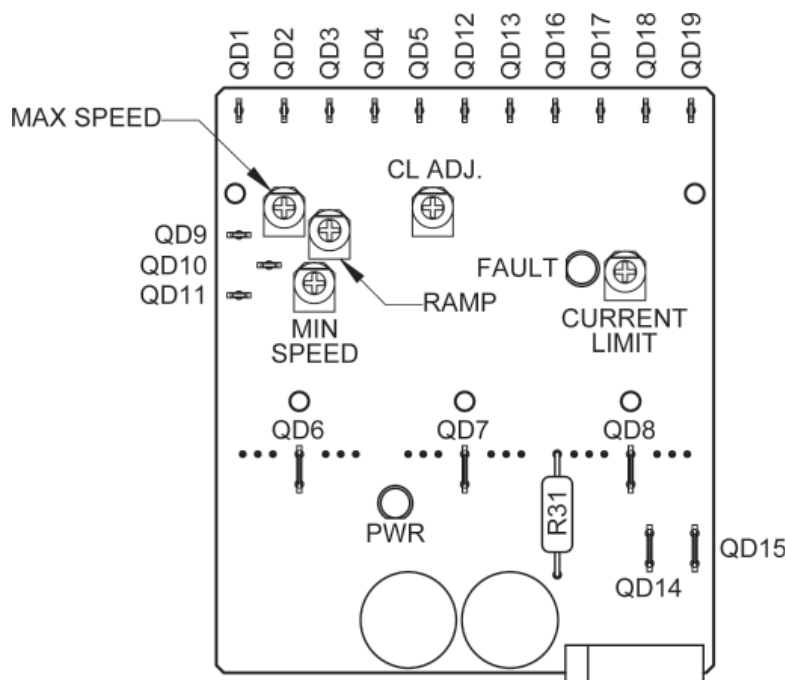 QD1
QD2
QD3
QD4
QD5
QD12
QD13
QD16
QD17
QD18
QD19
MAX SPEED
CL ADJ.
QD9
QD10
QD11
FAULT
RAMP
MIN
SPEED
CURRENT
LIMIT
QD6
QD7
QD8
R31
PWR
QD15
QD14